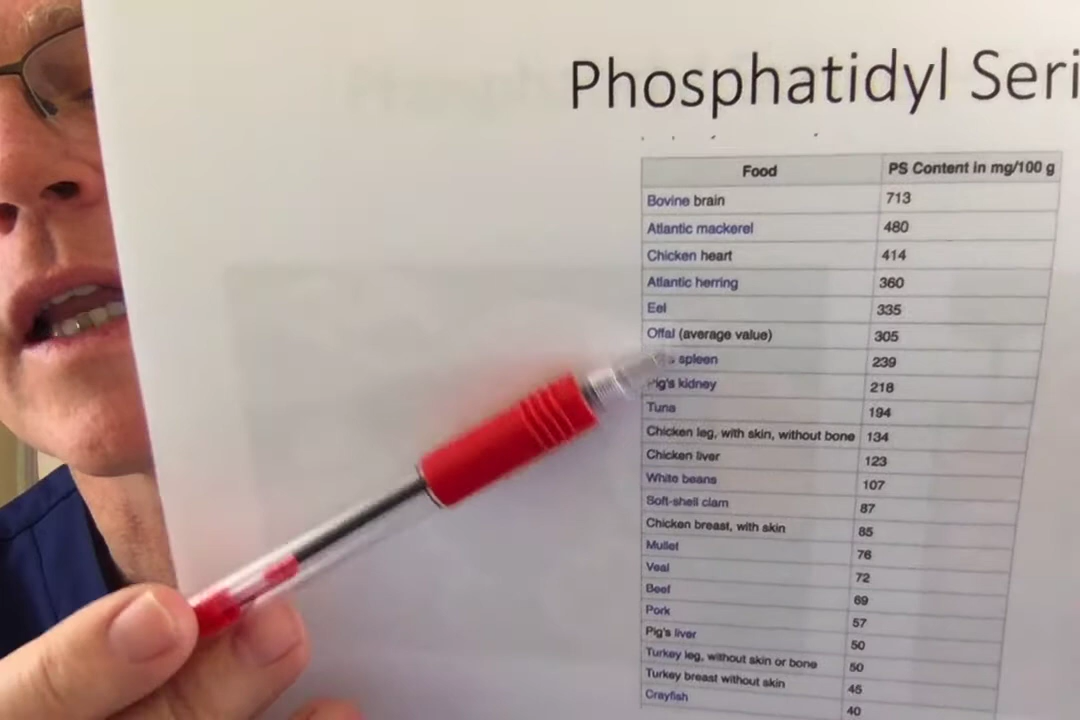 Phosphatidyl Seri
Food PS Content in mg/100 g
Bovine brain 713
Atlantic mackerel 480
Chicken heart 414
Atlantic herring 360
Eel 335
Offal (average value) 305
spleen 239
Pig's kidney 218
Tuna 194
Chicken leg, with skin, without bone 134
Chicken liver 123
White beans 107
Soft-shell clam 87
Chicken breast, with skin 85
Mullet 76
Veal 72
Beef 69
Pork 57
Pig's liver 50
Turkey leg, without skin or bone 50
Turkey breast without skin 45
Crayfish 40